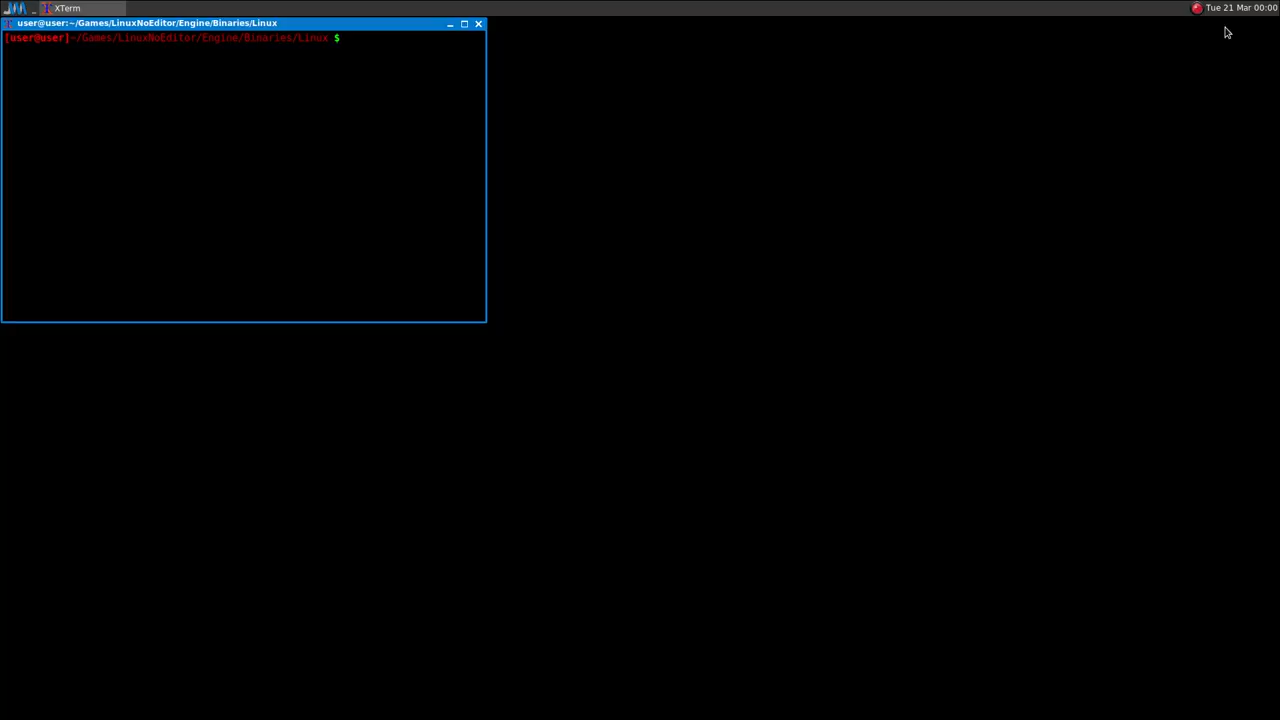 XTerm
Tue 21 Mar 00:00
user@user:~/Games/LinuxNoEditor/Engine/Binaries/Linux
[user@user]~/Games/LinuxNoEditor/Engine/Binaries/Linux $